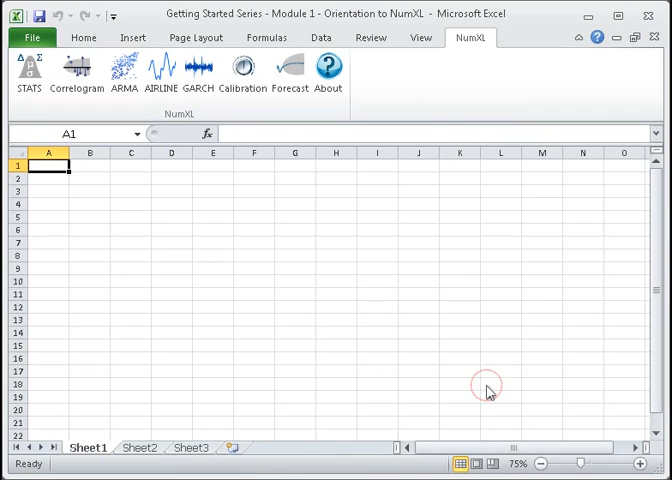 Getting Started Series - Module 1 - Orientation to NumXL - Microsoft Excel
File Home Insert Page Layout Formulas Data Review View NumXL
STATS Correlogram ARMA AIRLINE GARCH Calibration Forecast About
NumXL
A1 fx
A B C D E F G H I J K L M N O
1
2
3
4
5
6
7
8
9
10
11
12
13
14
15
16
17
18
19
20
21
22
Sheet1 Sheet2 Sheet3
Ready 75%